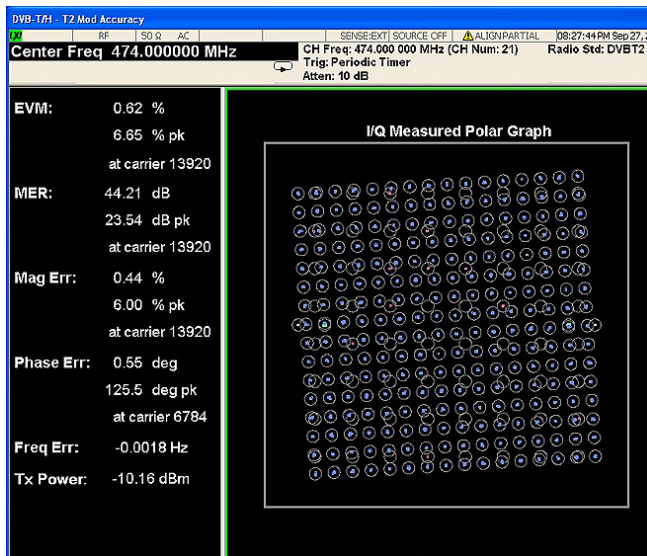 DVB-T/H - T2 Mod Accuracy
LXI RF 50 Ω AC SENSE:EXT SOURCE OFF ALIGN PARTIAL 08:27:44 PM Sep 27, 2
Center Freq 474.000000 MHz
CH Freq: 474.000 000 MHz (CH Num: 21) Radio Std: DVBT2
Trig: Periodic Timer
Atten: 10 dB
EVM: 0.62 %
6.65 % pk
at carrier 13920
MER: 44.21 dB
23.54 dB pk
at carrier 13920
Mag Err: 0.44 %
6.00 % pk
at carrier 13920
Phase Err: 0.55 deg
125.5 deg pk
at carrier 6784
Freq Err: -0.0018 Hz
Tx Power: -10.16 dBm
I/Q Measured Polar Graph